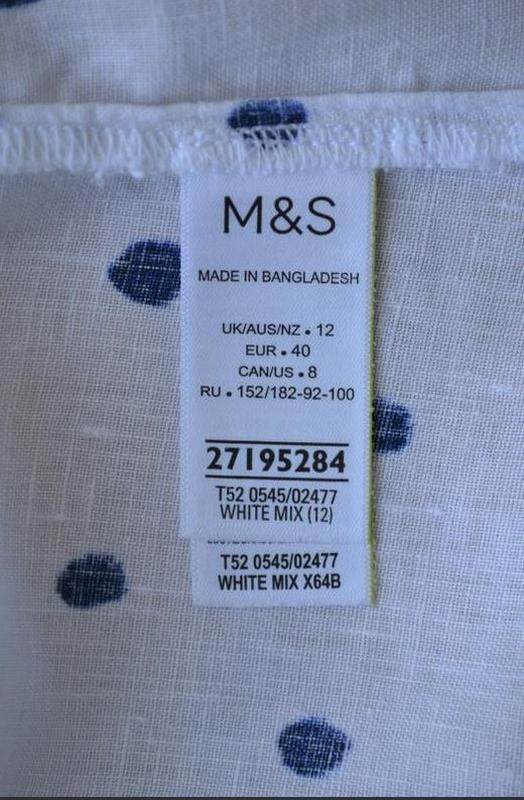 M&S
MADE IN BANGLADESH
UK/AUS/NZ • 12
EUR • 40
CAN/US • 8
RU • 152/182-92-100
27195284
T52 0545/02477
WHITE MIX (12)
T52 0545/02477
WHITE MIX X64B